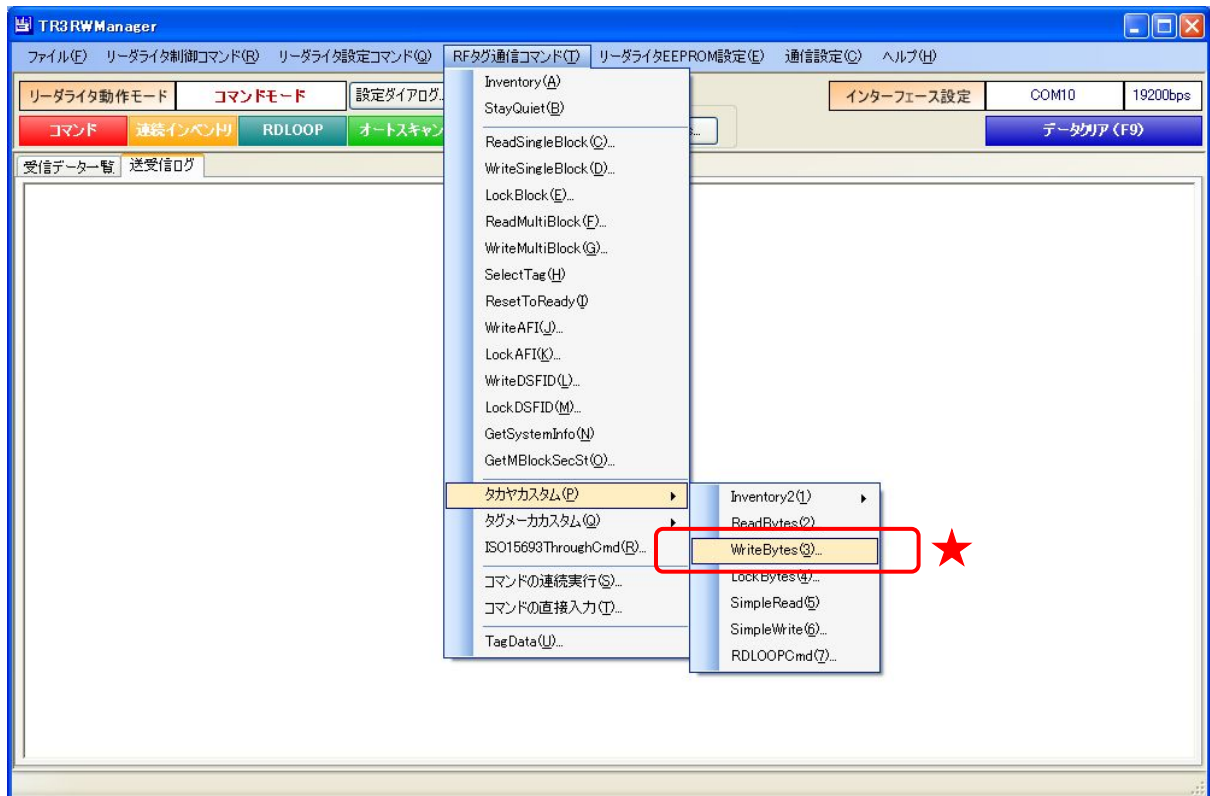 TR3RWManager
ファイル(F) リーダライタ制御コマンド(R) リーダライタ設定コマンド(Q) RFタグ通信コマンド(T) リーダライタEEPROM設定(E) 通信設定(C) ヘルプ(H)
リーダライタ動作モード コマンドモード 設定ダイアログ. インターフェース設定 COM10 19200bps
コマンド 連続インベントリ RDLOOP オートスキャン ... データクリア(F9)
受信データ一覧 送受信ログ
Inventory(A)
StayQuiet(B)
ReadSingleBlock(C)...
WriteSingleBlock(D)...
LockBlock(E)...
ReadMultiBlock(F)...
WriteMultiBlock(G)...
SelectTag(H)
ResetToReady(I)
WriteAFI(J)...
LockAFI(K)...
WriteDSFID(L)...
LockDSFID(M)...
GetSystemInfo(N)
GetMBlockSecSt(O)...
タカヤカスタム(P)
タグメーカカスタム(Q)
ISO15693ThroughCmd(R)...
コマンドの連続実行(S)...
コマンドの直接入力(T)...
TagData(U)...
Inventory2(1)
ReadBytes(2)...
WriteBytes(3)...
LockBytes(4)...
SimpleRead(5)
SimpleWrite(6)...
RDLOOPCmd(7)...
★